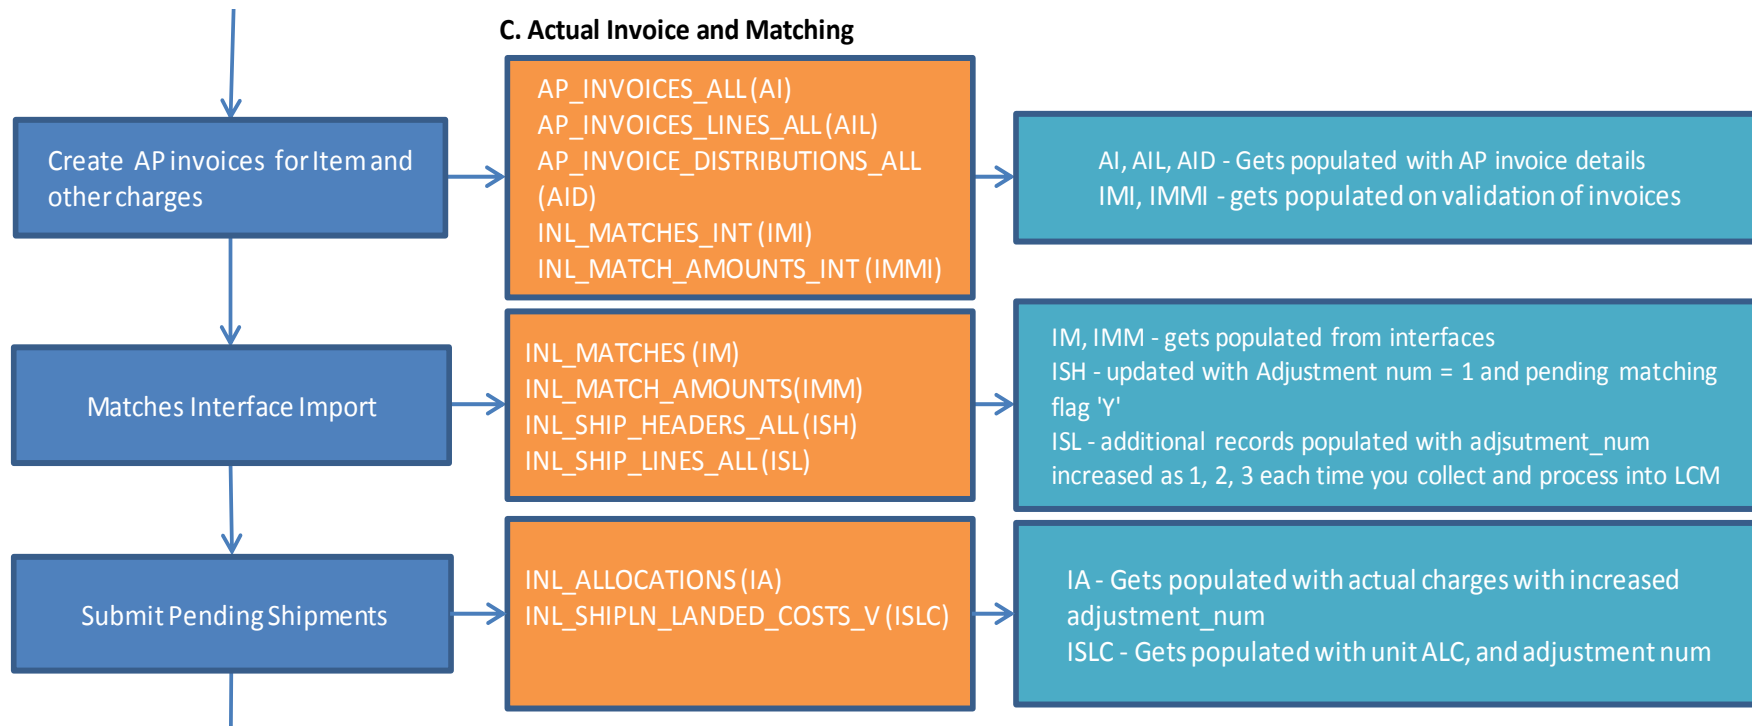 C. Actual Invoice and Matching
Create AP invoices for Item and
other charges
AP_INVOICES_ALL (AI)
AP_INVOICES_LINES_ALL (AIL)
AP_INVOICE_DISTRIBUTIONS_ALL
(AID)
INL_MATCHES_INT (IMI)
INL_MATCH_AMOUNTS_INT (IMMI)
AI, AIL, AID - Gets populated with AP invoice details
IMI, IMMI - gets populated on validation of invoices
Matches Interface Import
INL_MATCHES (IM)
INL_MATCH_AMOUNTS(IMM)
INL_SHIP_HEADERS_ALL (ISH)
INL_SHIP_LINES_ALL (ISL)
IM, IMM - gets populated from interfaces
ISH - updated with Adjustment num = 1 and pending matching
flag 'Y'
ISL - additional records populated with adjsutment_num
increased as 1, 2, 3 each time you collect and process into LCM
Submit Pending Shipments
INL_ALLOCATIONS (IA)
INL_SHIPLN_LANDED_COSTS_V (ISLC)
IA - Gets populated with actual charges with increased
adjustment_num
ISLC - Gets populated with unit ALC, and adjustment num